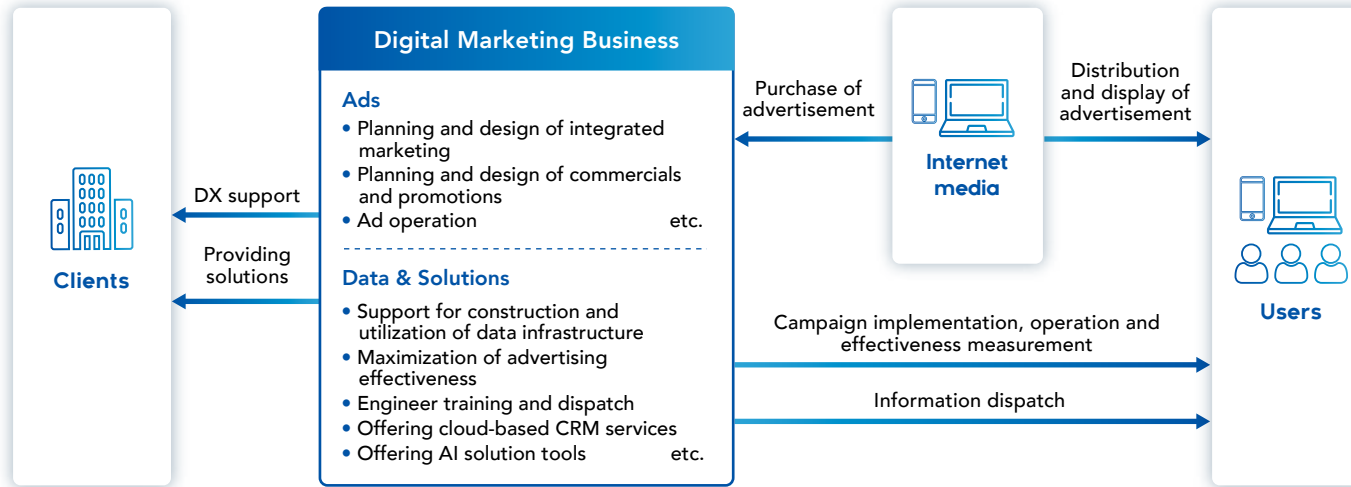 Clients
DX support
Providing
solutions
Digital Marketing Business
Ads
• Planning and design of integrated
marketing
• Planning and design of commercials
and promotions
• Ad operation etc.
Data & Solutions
• Support for construction and
utilization of data infrastructure
• Maximization of advertising
effectiveness
• Engineer training and dispatch
• Offering cloud-based CRM services
• Offering AI solution tools etc.
Purchase of
advertisement
Internet
media
Distribution
and display of
advertisement
Campaign implementation, operation and
effectiveness measurement
Information dispatch
Users